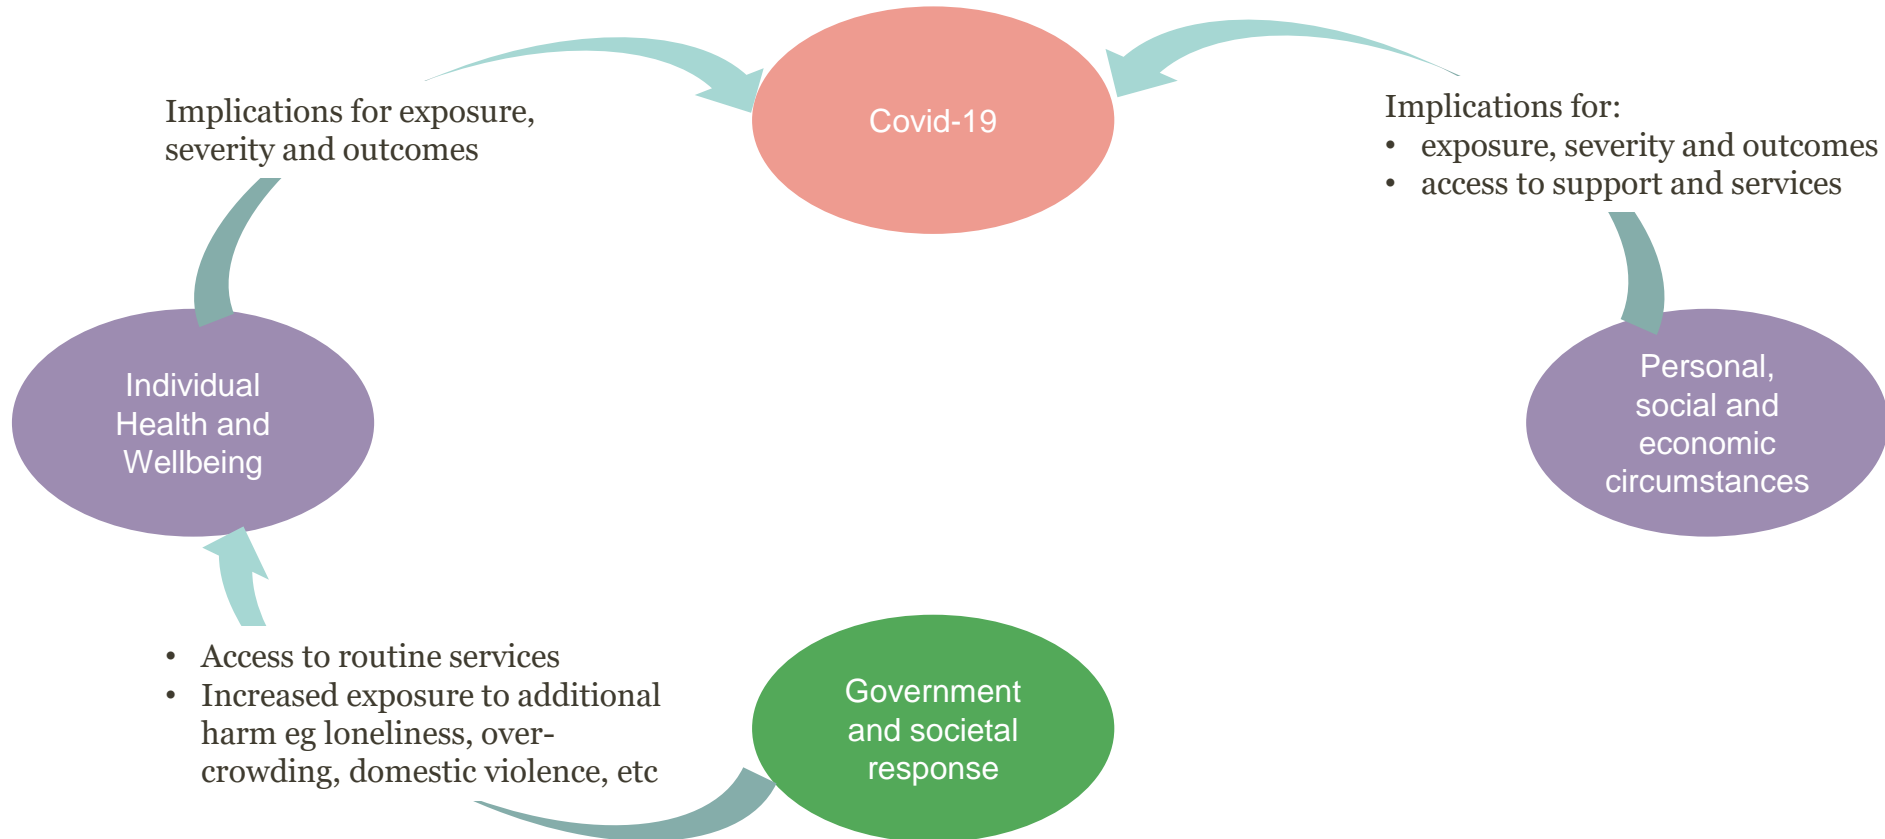 Covid-19
Implications for exposure,
severity and outcomes
Implications for:
• exposure, severity and outcomes
• access to support and services
Individual
Health and
Wellbeing
Personal,
social and
economic
circumstances
• Access to routine services
• Increased exposure to additional
harm eg loneliness, over-
crowding, domestic violence, etc
Government
and societal
response